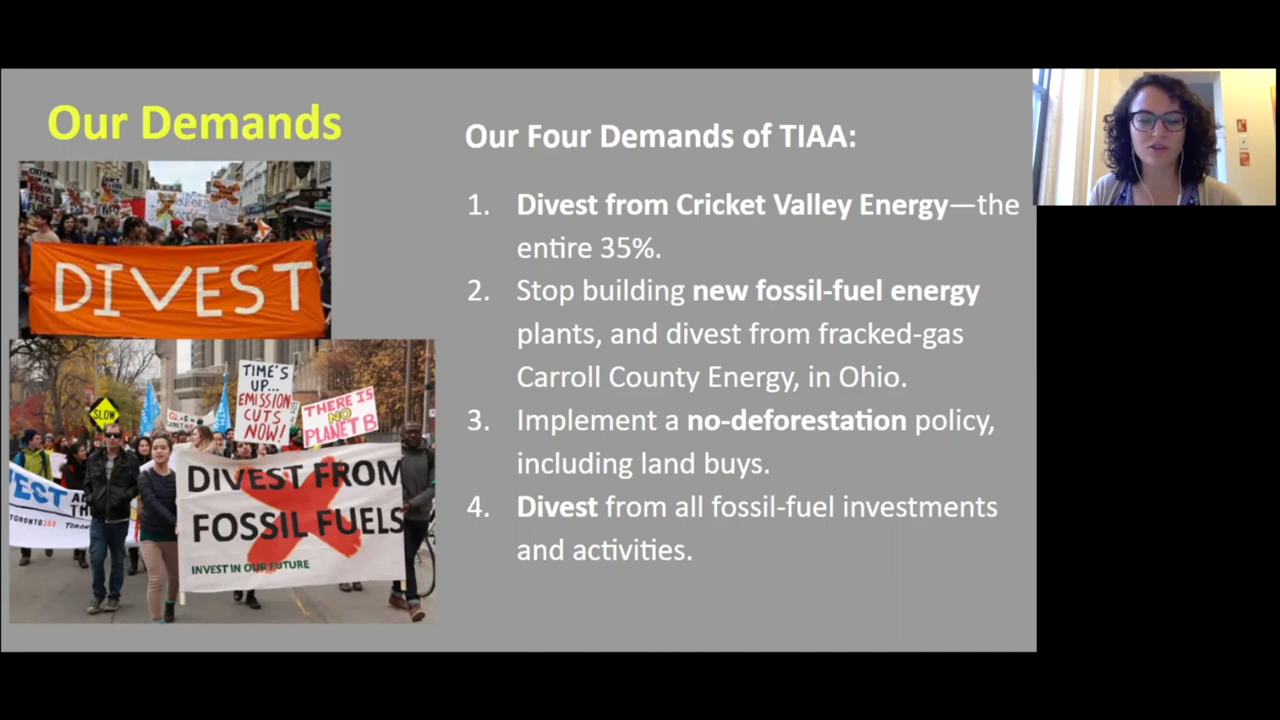 Our Demands
Our Four Demands of TIAA:
1. Divest from Cricket Valley Energy—the
entire 35%.
2. Stop building new fossil-fuel energy
plants, and divest from fracked-gas
Carroll County Energy, in Ohio.
3. Implement a no-deforestation policy,
including land buys.
4. Divest from all fossil-fuel investments
and activities.
DIVEST
TIME'S
UP...
EMISSION
CUTS
NOW!
THERE IS
NO
PLANET B
SLOW
DIVEST FROM
FOSSIL FUELS
INVEST IN OUR FUTURE
TORONTO350